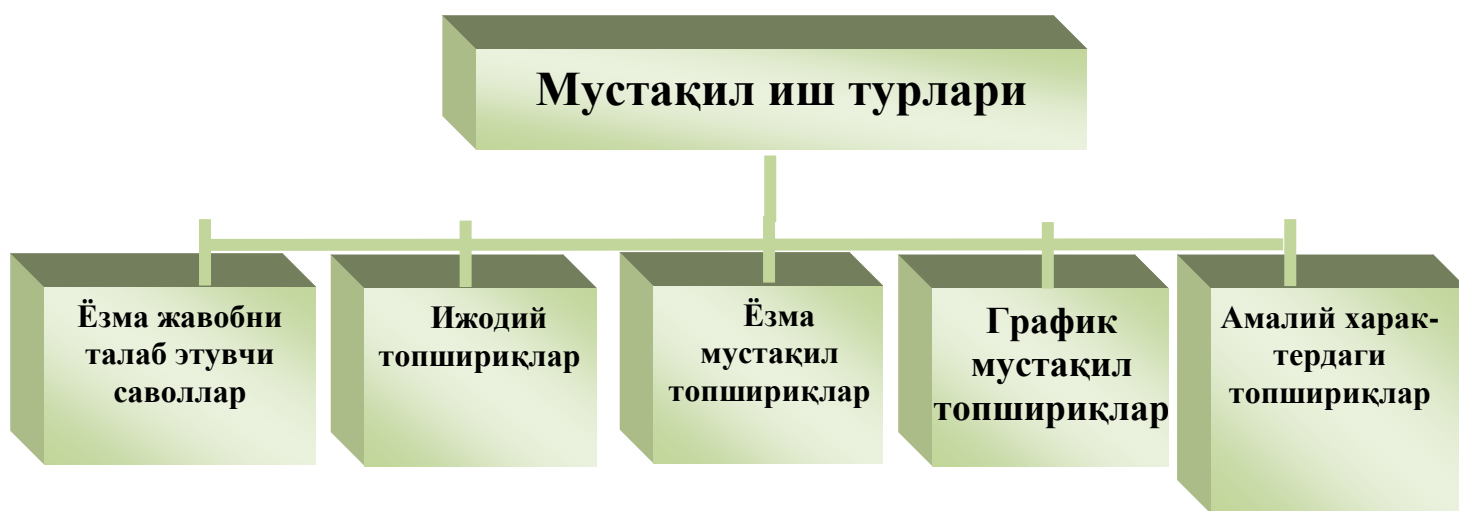 Мустақил иш турлари
Ёзма жавобни
талаб этувчи
саволлар
Ижодий
топшириқлар
Ёзма
мустақил
топшириқлар
График
мустақил
топшириқлар
Амалий харак-
тердаги
топшириқлар